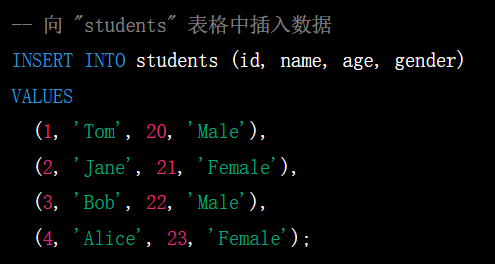 -- 向 "students" 表格中插入数据
INSERT INTO students (id, name, age, gender)
VALUES
  (1, 'Tom', 20, 'Male'),
  (2, 'Jane', 21, 'Female'),
  (3, 'Bob', 22, 'Male'),
  (4, 'Alice', 23, 'Female');